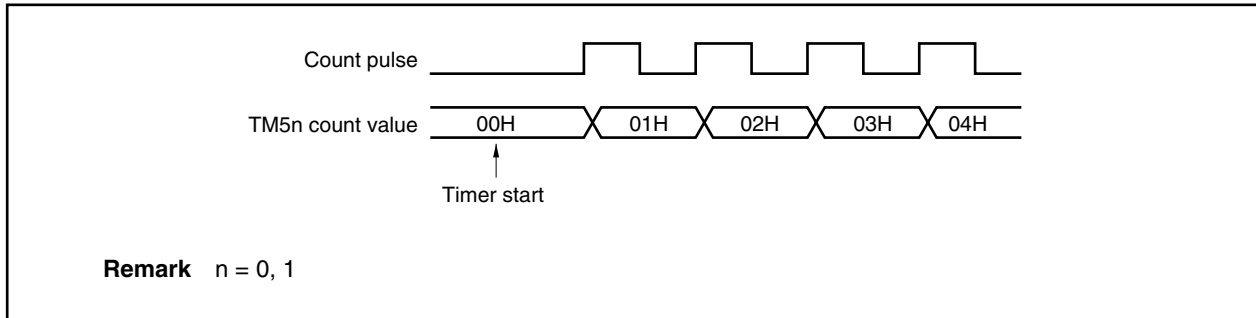 Count pulse
TM5n count value 00H 01H 02H 03H 04H
Timer start
Remark n = 0, 1